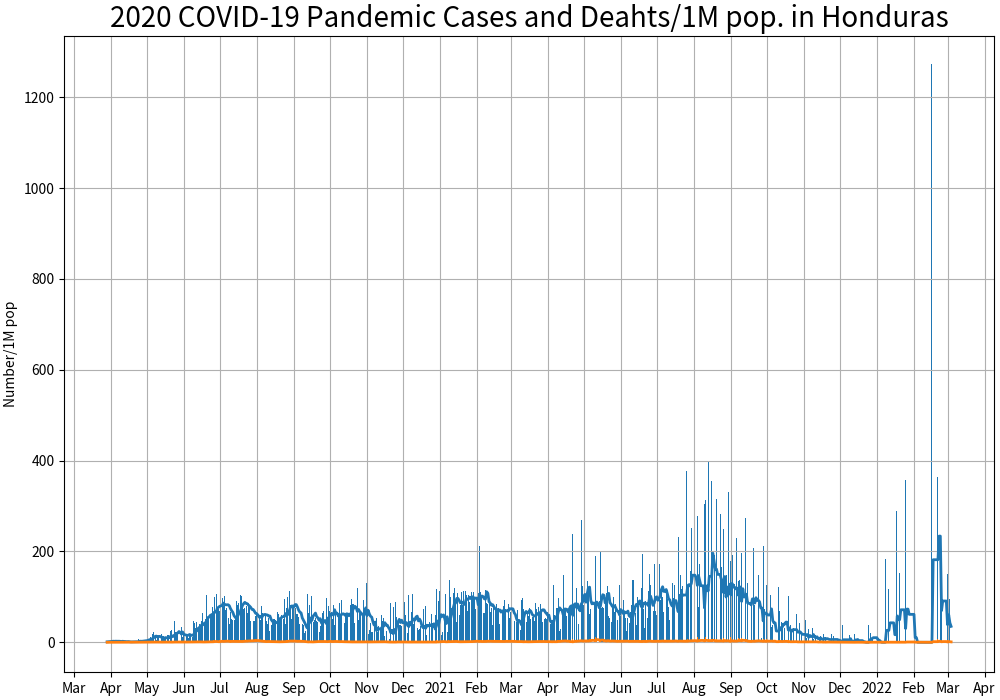 2020 COVID-19 Pandemic Cases and Deahts/1M pop. in Honduras
Number/1M pop
1200
1000
800
600
400
200
0
Mar Apr May Jun Jul Aug Sep Oct Nov Dec 2021 Feb Mar Apr May Jun Jul Aug Sep Oct Nov Dec 2022 Feb Mar Apr